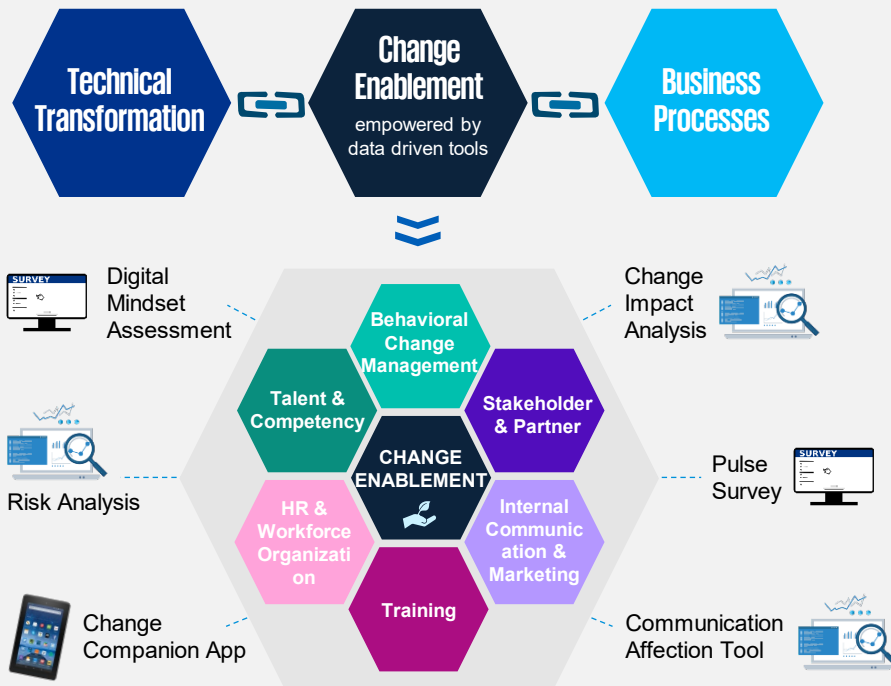 Technical
Transformation
Change
Enablement
empowered by
data driven tools
Business
Processes
SURVEY
Digital
Mindset
Assessment
Change
Impact
Analysis
Behavioral
Change
Management
Talent &
Competency
Stakeholder
& Partner
CHANGE
ENABLEMENT
Risk Analysis
Pulse
Survey
SURVEY
HR &
Workforce
Organizati
on
Internal
Communic
ation &
Marketing
Training
Change
Companion App
Communication
Affection Tool